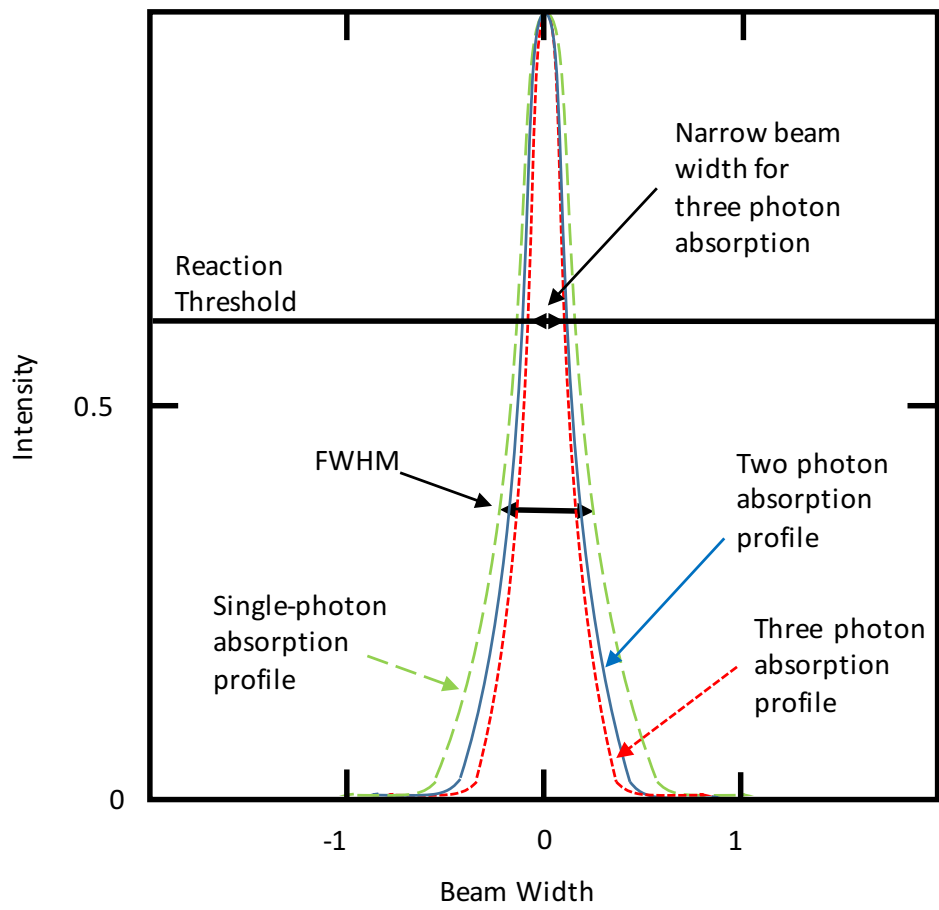 Narrow beam
width for
three photon
absorption
Reaction
Threshold
Intensity
0.5
FWHM
Two photon
absorption
profile
Single-photon
absorption
profile
Three photon
absorption
profile
0
-1
0
1
Beam Width